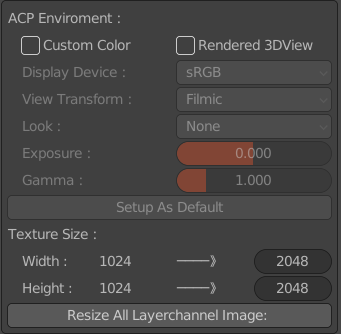 ACP Enviroment :
Custom Color Rendered 3DView
Display Device : sRGB
View Transform : Filmic
Look : None
Exposure : 0.000
Gamma : 1.000
Setup As Default
Texture Size :
Width : 1024 ———》 2048
Height : 1024 ———》 2048
Resize All Layerchannel Image: